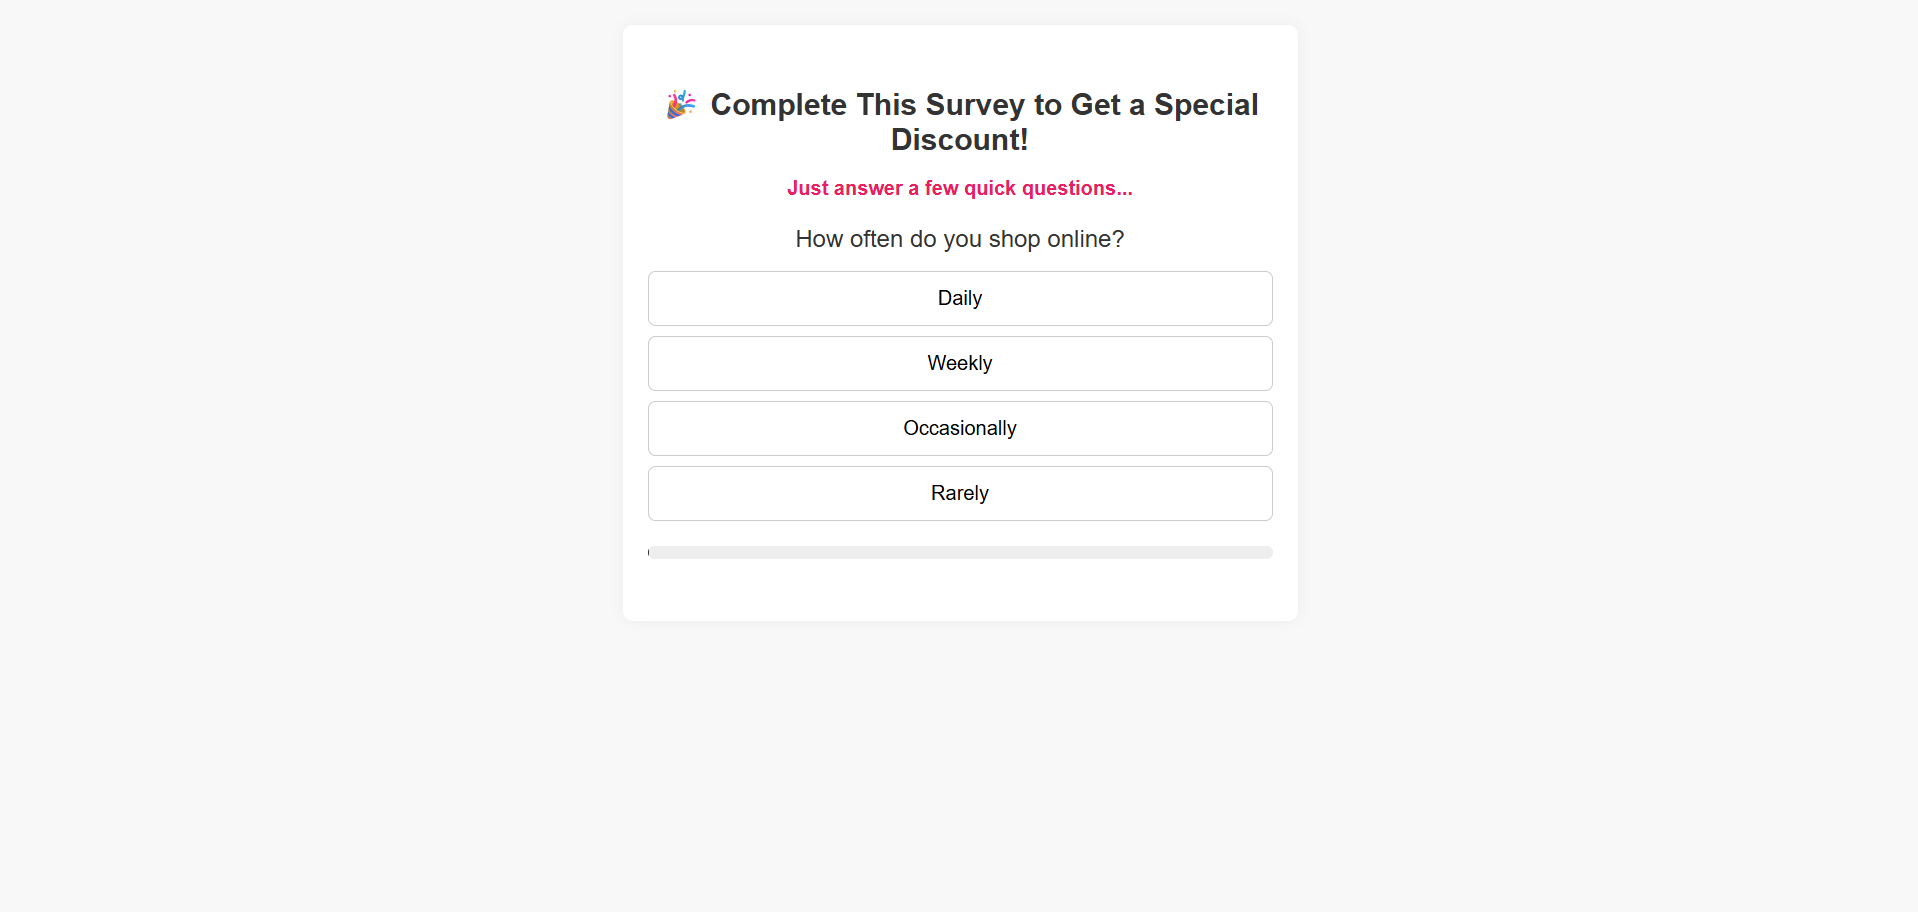 🎉 Complete This Survey to Get a Special
Discount!
Just answer a few quick questions...
How often do you shop online?
Daily
Weekly
Occasionally
Rarely